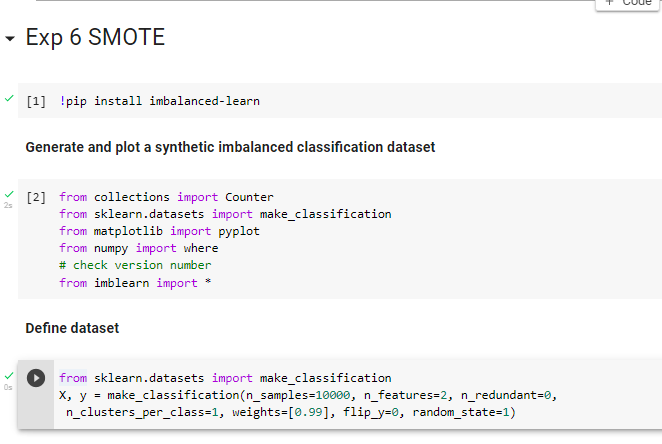 + Code
Exp 6 SMOTE
[1] !pip install imbalanced-learn
Generate and plot a synthetic imbalanced classification dataset
[2] from collections import Counter
2s from sklearn.datasets import make_classification
from matplotlib import pyplot
from numpy import where
# check version number
from imblearn import *
Define dataset
from sklearn.datasets import make_classification
0s X, y = make_classification(n_samples=10000, n_features=2, n_redundant=0,
n_clusters_per_class=1, weights=[0.99], flip_y=0, random_state=1)